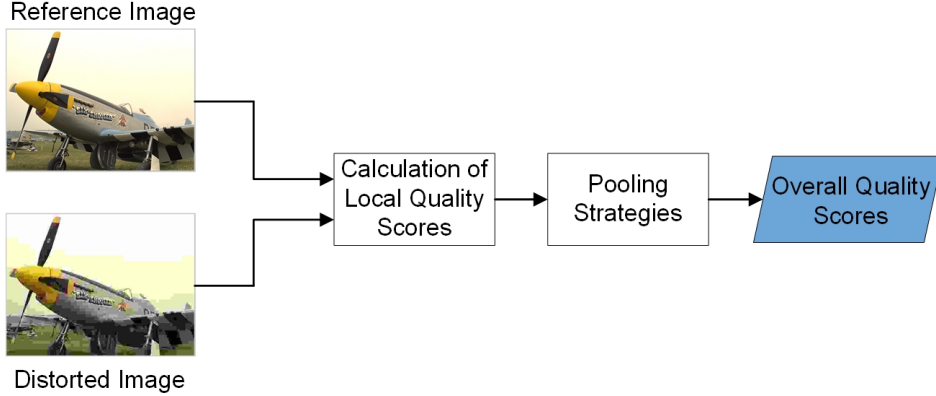 Reference Image
Calculation of
Local Quality
Scores
Pooling
Strategies
Overall Quality
Scores
Distorted Image